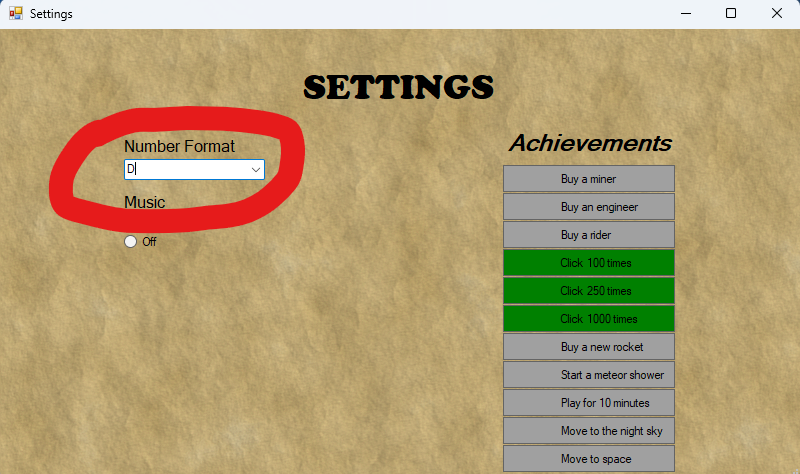 Settings
SETTINGS
Number Format
D
Music
Off
Achievements
Buy a miner
Buy an engineer
Buy a rider
Click 100 times
Click 250 times
Click 1000 times
Buy a new rocket
Start a meteor shower
Play for 10 minutes
Move to the night sky
Move to space